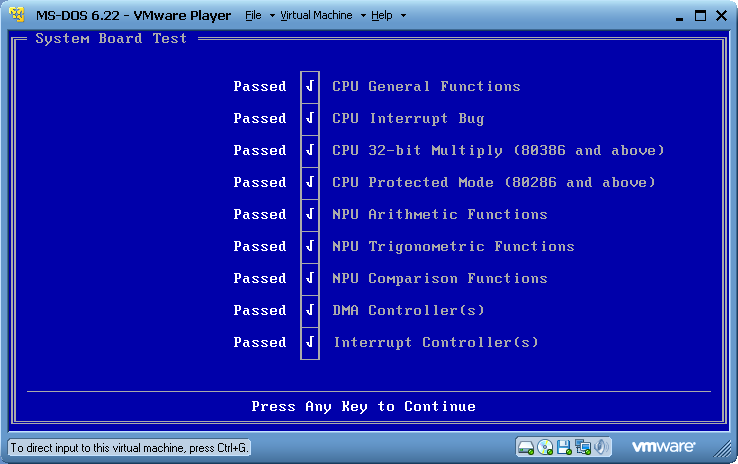 MS-DOS 6.22 - VMware Player File Virtual Machine Help
System Board Test
Passed √ CPU General Functions
Passed √ CPU Interrupt Bug
Passed √ CPU 32-bit Multiply (80386 and above)
Passed √ CPU Protected Mode (80286 and above)
Passed √ NPU Arithmetic Functions
Passed √ NPU Trigonometric Functions
Passed √ NPU Comparison Functions
Passed √ DMA Controller(s)
Passed √ Interrupt Controller(s)
Press Any Key to Continue
To direct input to this virtual machine, press Ctrl+G. vmware